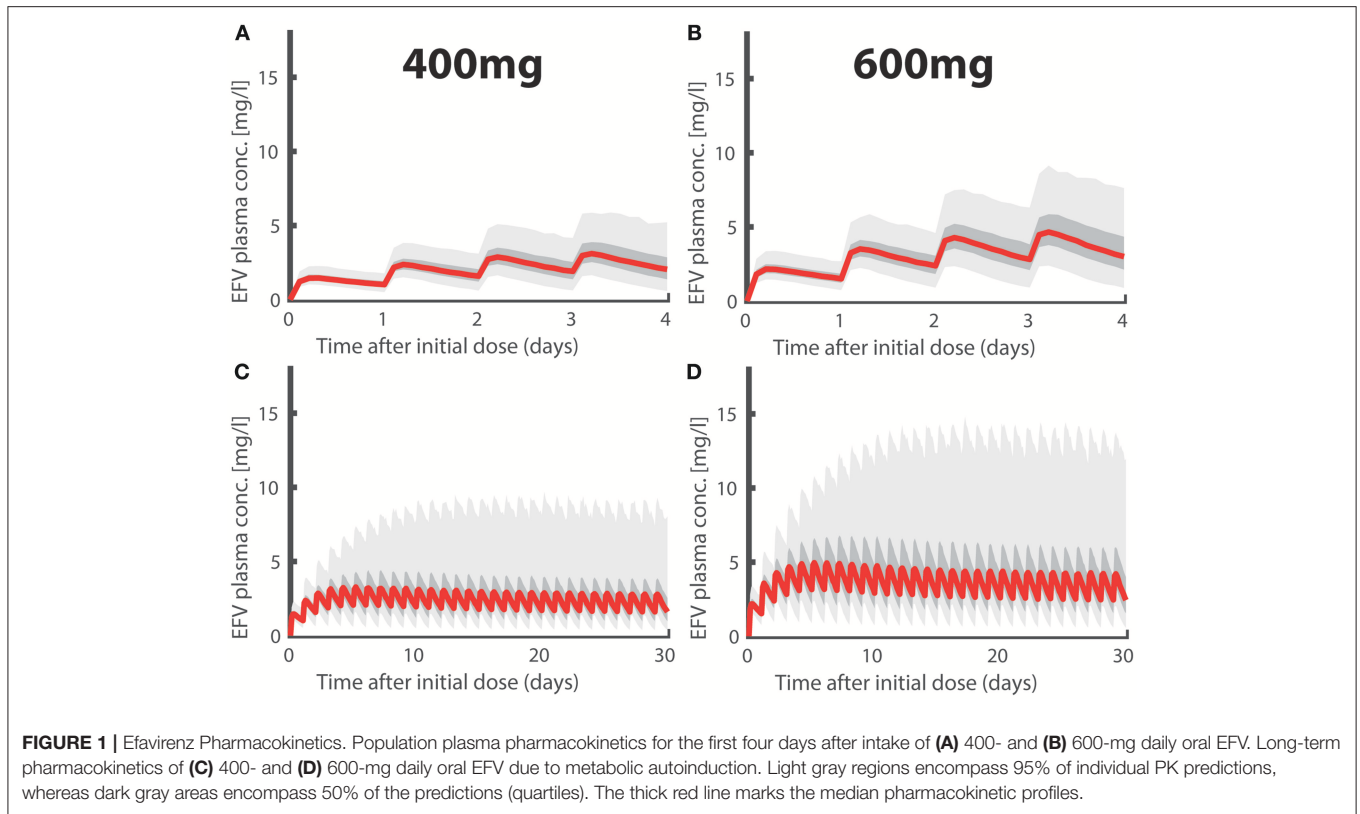 A
400mg
EFV plasma conc. [mg/l]
15
10
5
0
0 1 2 3 4
Time after initial dose (days)
B
600mg
EFV plasma conc. [mg/l]
15
10
5
0
0 1 2 3 4
Time after initial dose (days)
C
EFV plasma conc. [mg/l]
15
10
5
0
0 10 20 30
Time after initial dose (days)
D
EFV plasma conc. [mg/l]
15
10
5
0
0 10 20 30
Time after initial dose (days)
FIGURE 1 | Efavirenz Pharmacokinetics. Population plasma pharmacokinetics for the first four days after intake of (A) 400- and (B) 600-mg daily oral EFV. Long-term
pharmacokinetics of (C) 400- and (D) 600-mg daily oral EFV due to metabolic autoinduction. Light gray regions encompass 95% of individual PK predictions,
whereas dark gray areas encompass 50% of the predictions (quartiles). The thick red line marks the median pharmacokinetic profiles.